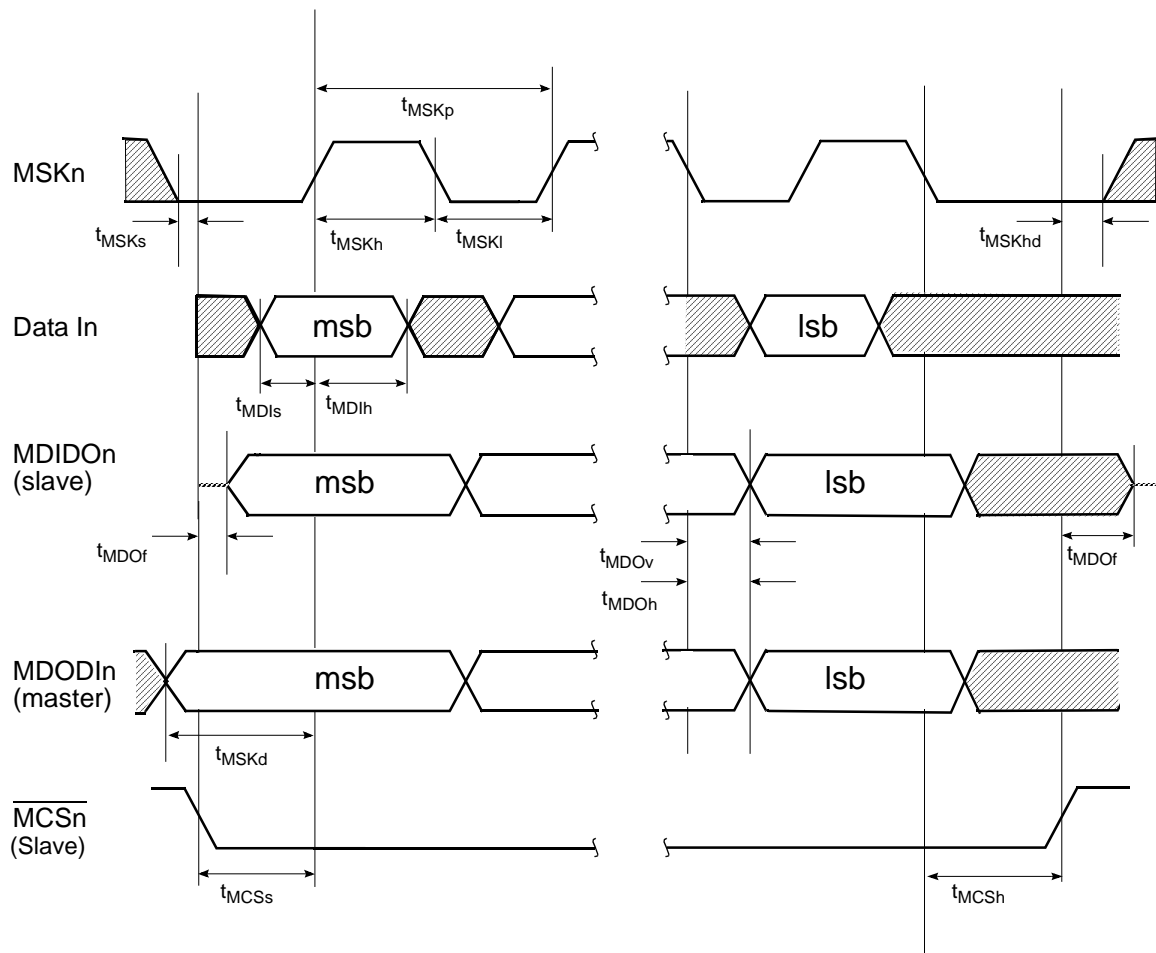 tMSKp
MSKn
tMSKs
tMSKh
tMSKl
tMSKhd
Data In
msb
lsb
tMDIs
tMDIh
MDIDOn
(slave)
msb
lsb
tMDOf
tMDOv
tMDOf
tMDOh
MDODIn
(master)
msb
lsb
tMSKd
MCSn
(Slave)
tMCSs
tMCSh